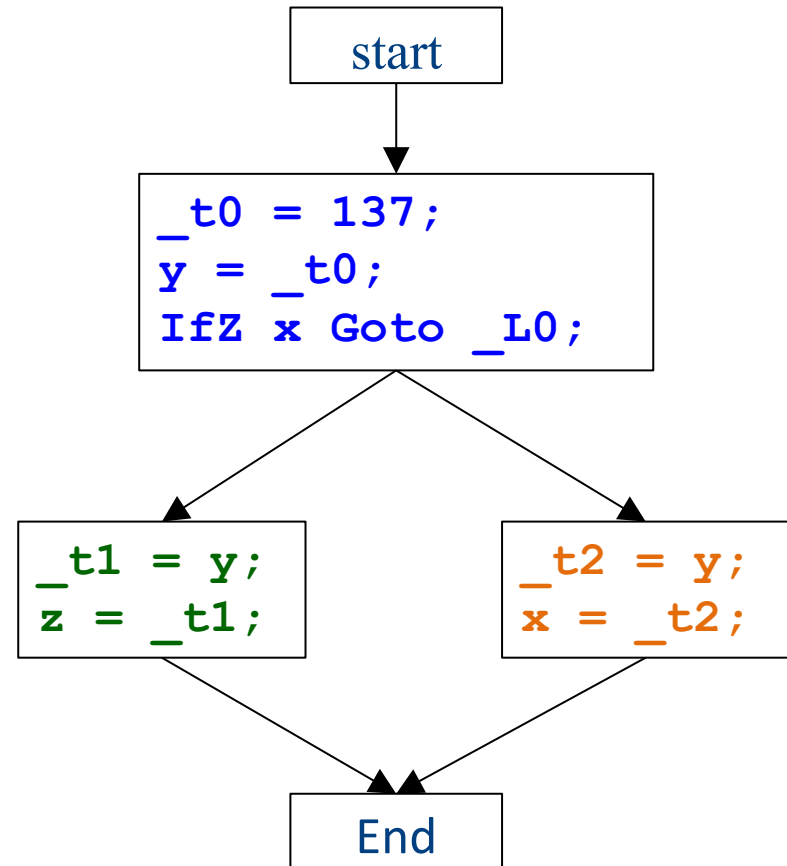 start
_t0 = 137;
y = _t0;
IfZ x Goto _L0;
_t1 = y;
z = _t1;
_t2 = y;
x = _t2;
End